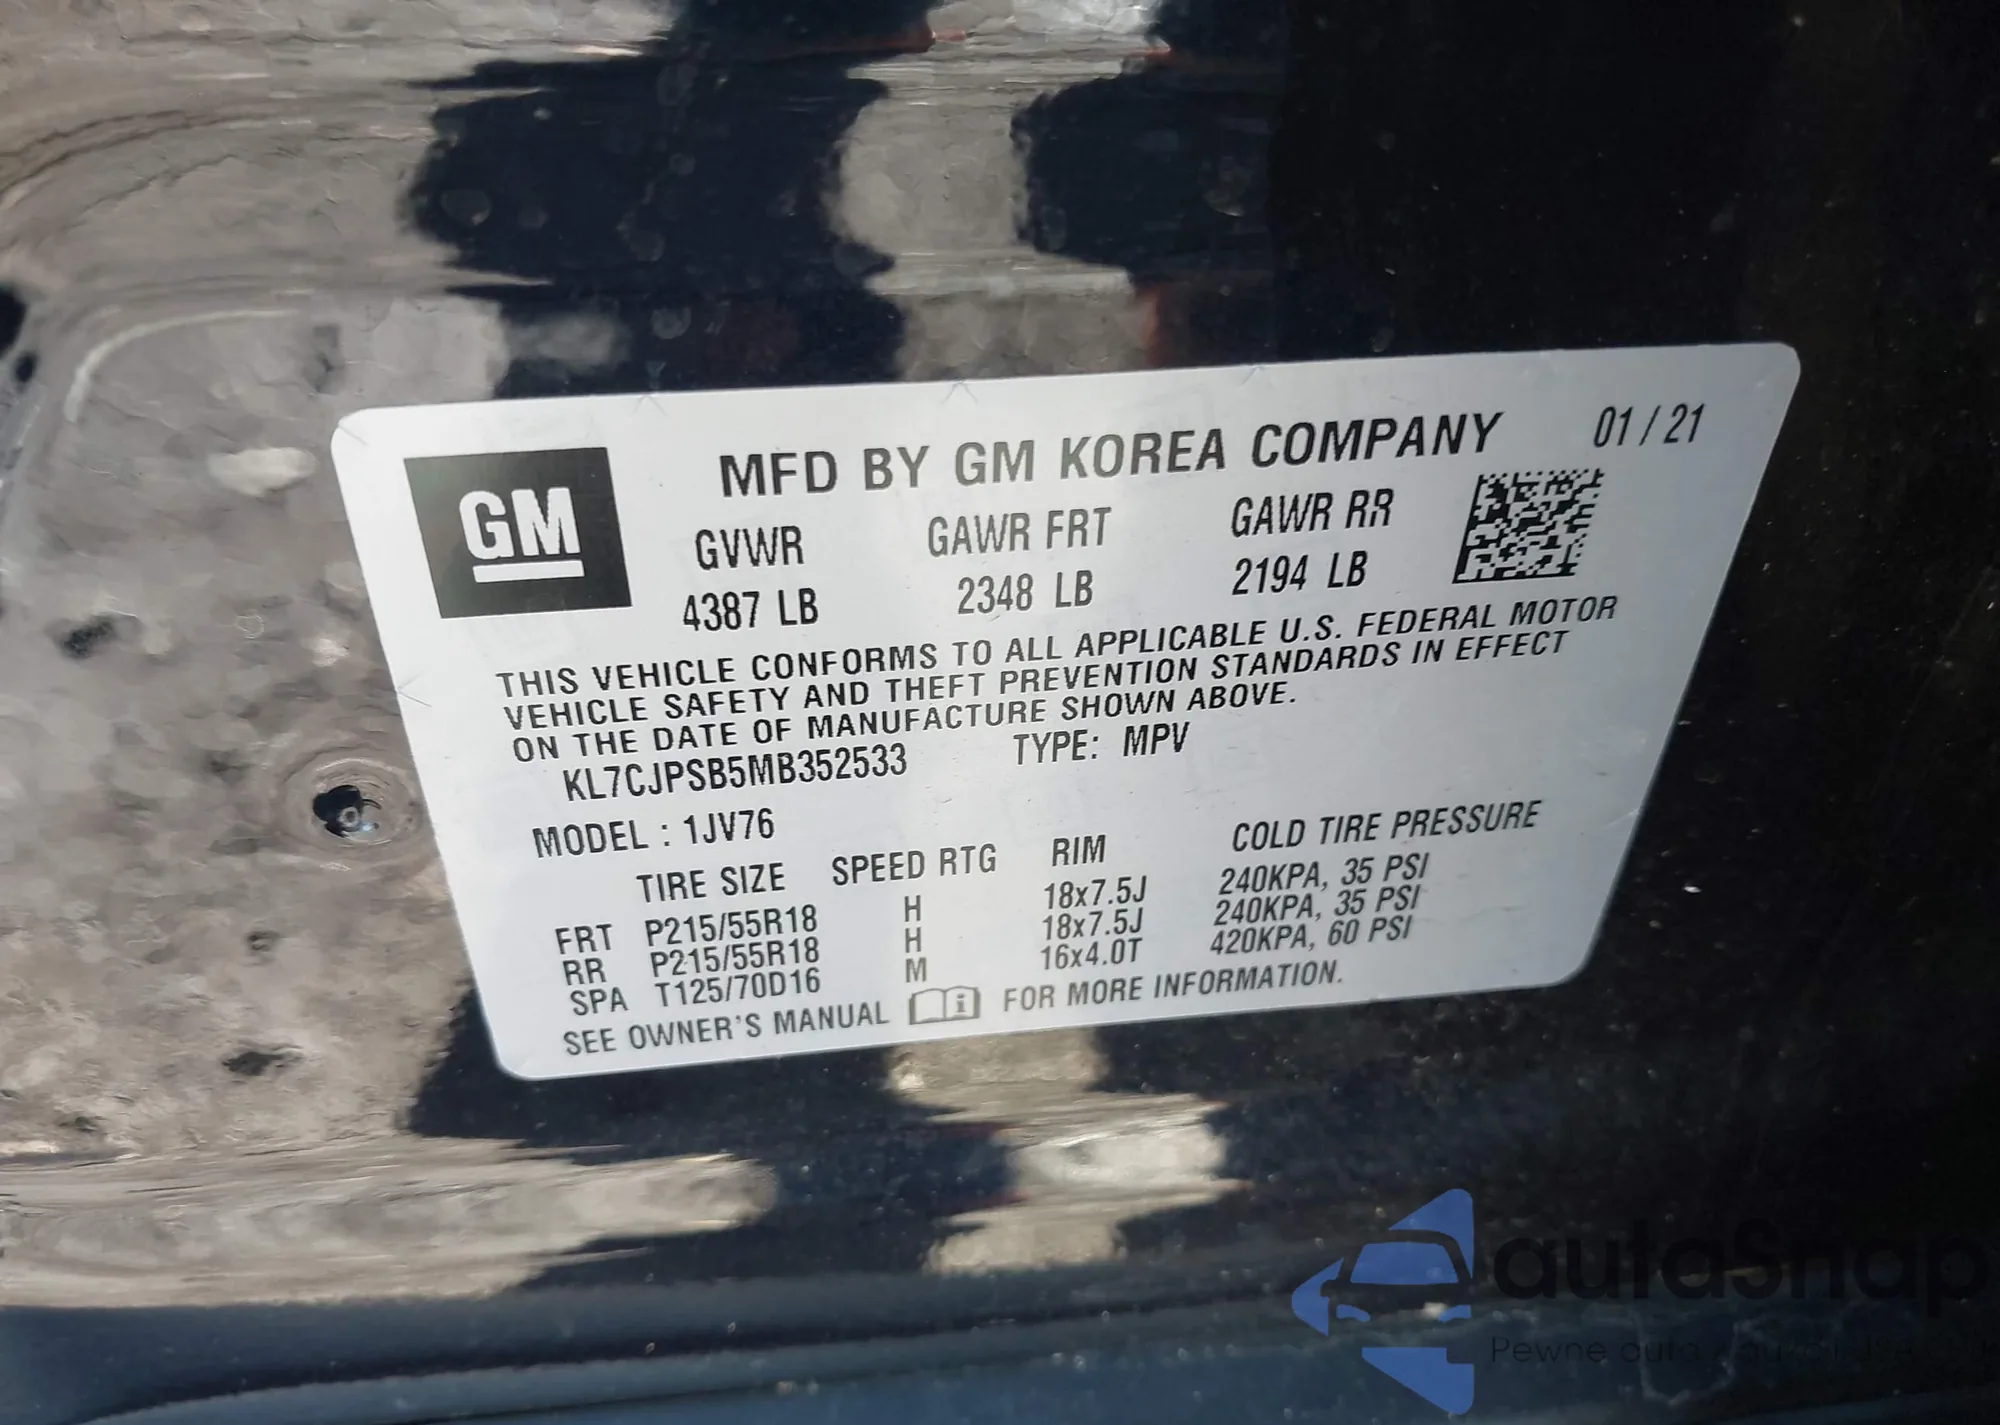 MFD BY GM KOREA COMPANY 01 / 21
GM
GVWR GAWR FRT GAWR RR
4387 LB 2348 LB 2194 LB
THIS VEHICLE CONFORMS TO ALL APPLICABLE U.S. FEDERAL MOTOR
VEHICLE SAFETY AND THEFT PREVENTION STANDARDS IN EFFECT
ON THE DATE OF MANUFACTURE SHOWN ABOVE.
KL7CJPSB5MB352533 TYPE: MPV
MODEL : 1JV76
TIRE SIZE SPEED RTG RIM COLD TIRE PRESSURE
FRT P215/55R18 H 18x7.5J 240KPA, 35 PSI
RR P215/55R18 H 18x7.5J 240KPA, 35 PSI
SPA T125/70D16 M 16x4.0T 420KPA, 60 PSI
SEE OWNER'S MANUAL FOR MORE INFORMATION.
autaSnap
Pewne auta z